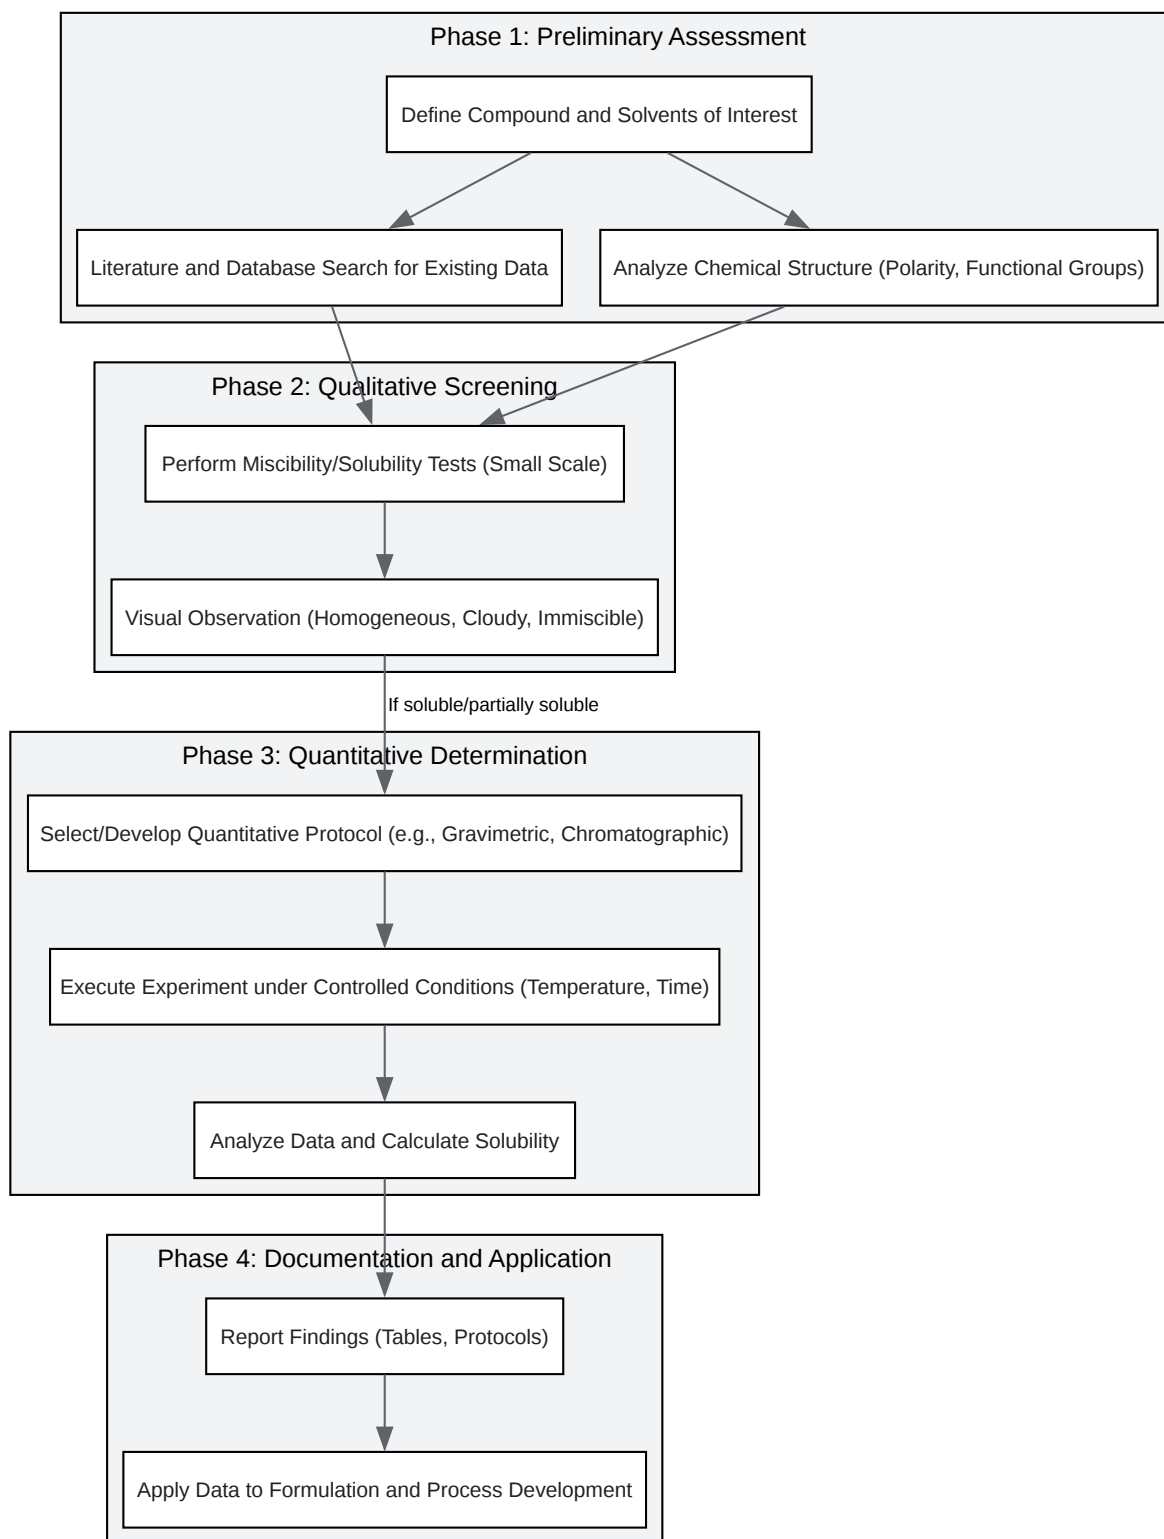 Phase 1: Preliminary Assessment
Define Compound and Solvents of Interest
Literature and Database Search for Existing Data
Analyze Chemical Structure (Polarity, Functional Groups)
Phase 2: Qualitative Screening
Perform Miscibility/Solubility Tests (Small Scale)
Visual Observation (Homogeneous, Cloudy, Immiscible)
If soluble/partially soluble
Phase 3: Quantitative Determination
Select/Develop Quantitative Protocol (e.g., Gravimetric, Chromatographic)
Execute Experiment under Controlled Conditions (Temperature, Time)
Analyze Data and Calculate Solubility
Phase 4: Documentation and Application
Report Findings (Tables, Protocols)
Apply Data to Formulation and Process Development